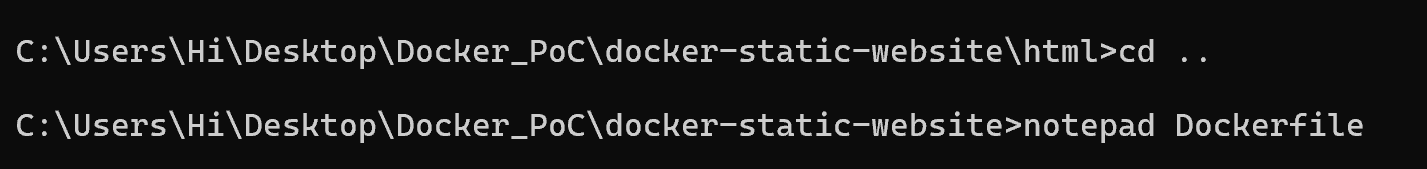 C:\Users\Hi\Desktop\Docker_PoC\docker-static-website\html>cd ..
C:\Users\Hi\Desktop\Docker_PoC\docker-static-website>notepad Dockerfile